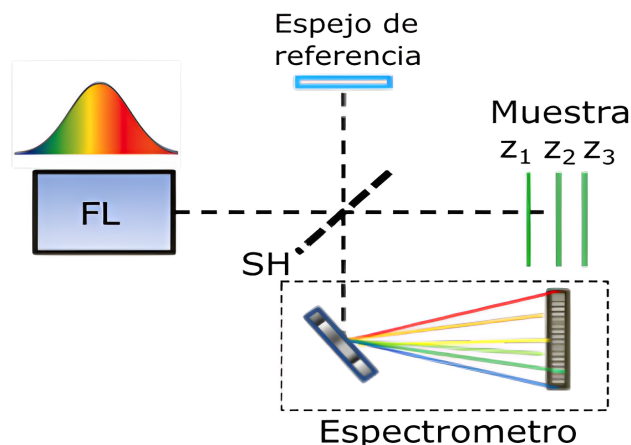 Espejo de
referencia
Muestra
z₁ z₂ z₃
FL
SH
Espectrometro